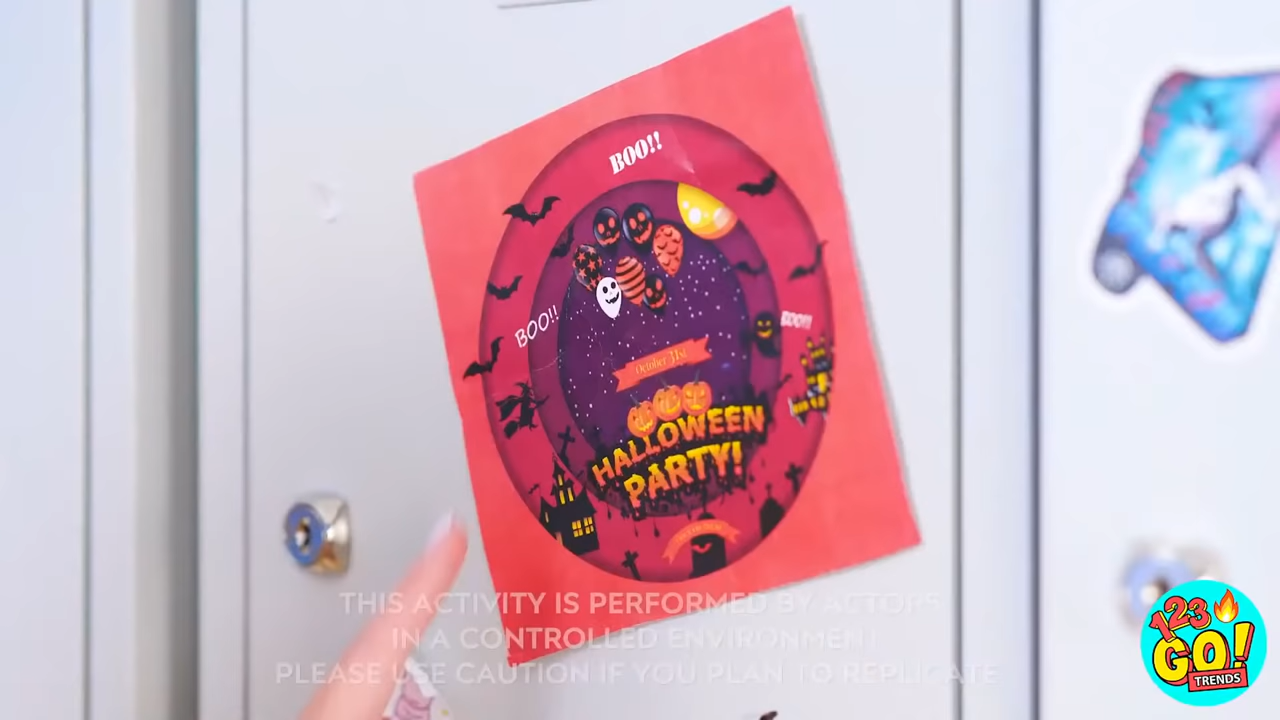 BOO!!
BOO!!
BOO!!
October 31st
HALLOWEEN
PARTY!
THIS ACTIVITY IS PERFORMED BY ACTORS
IN A CONTROLLED ENVIRONMENT
PLEASE USE CAUTION IF YOU PLAN TO REPLICATE
123
GO!
TRENDS